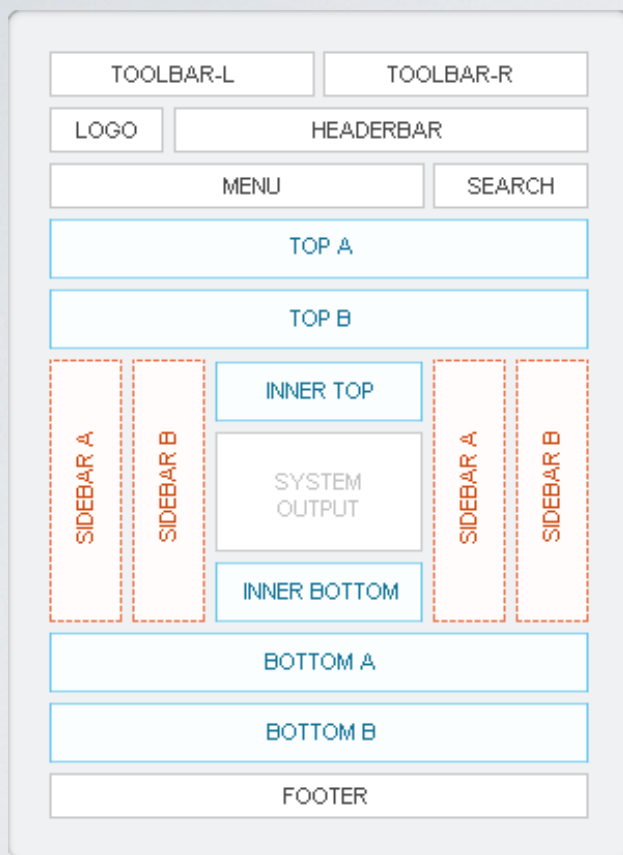 TOOLBAR-L
TOOLBAR-R
LOGO
HEADERBAR
MENU
SEARCH
TOP A
TOP B
SIDEBAR A
SIDEBAR B
INNER TOP
SYSTEM
OUTPUT
INNER BOTTOM
SIDEBAR A
SIDEBAR B
BOTTOM A
BOTTOM B
FOOTER